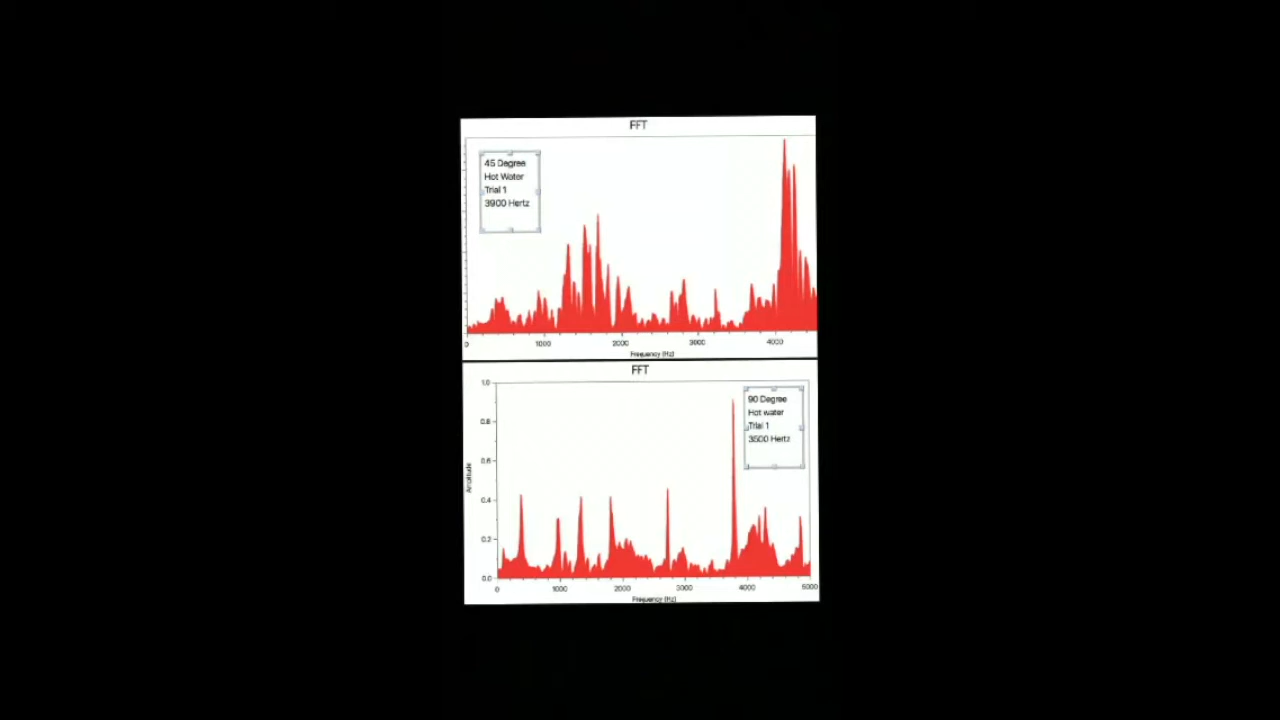 FFT
45 Degree
Hot Water
Trial 1
3900 Hertz
0 1000 2000 3000 4000
Frequency (Hz)
FFT
1.0
90 Degree
Hot water
Trial 1
3500 Hertz
0.8
0.6
Amplitude
0.4
0.2
0.0
0 1000 2000 3000 4000 5000
Frequency (Hz)